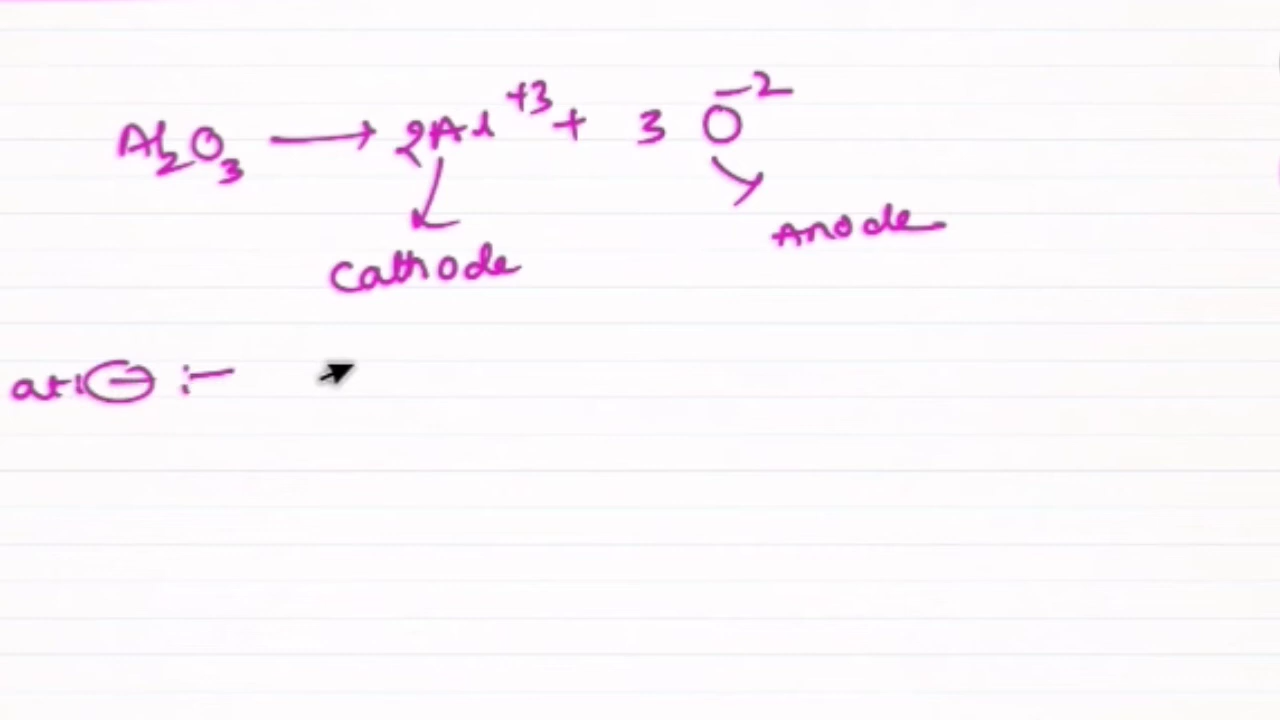 Al₂O₃ ⟶ 2Al⁺³ + 3 O⁻²
Cathode
Anode
at ⊖ :-